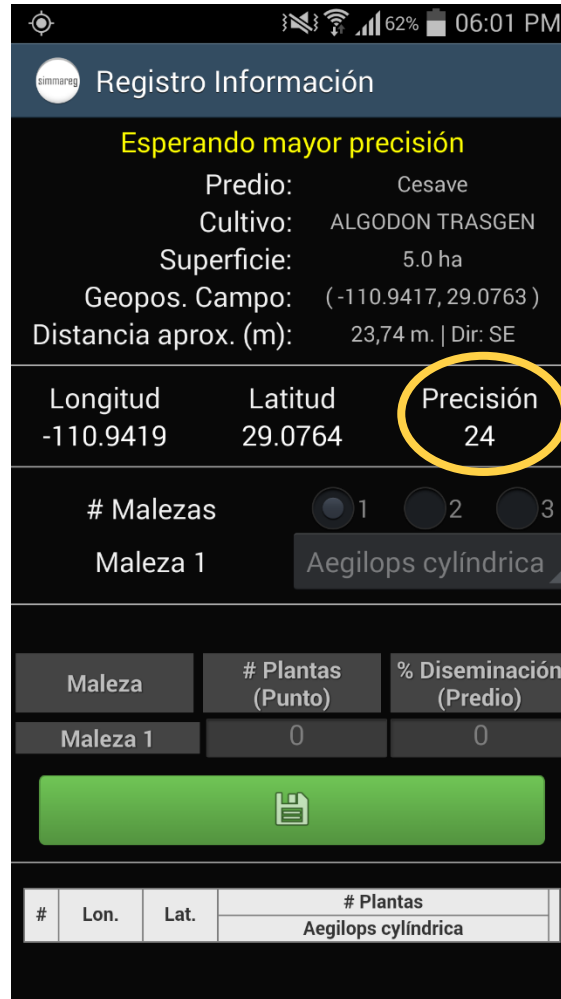 62% 06:01 PM
simmareg Registro Información
Esperando mayor precisión
Predio: Cesave
Cultivo: ALGODON TRASGEN
Superficie: 5.0 ha
Geopos. Campo: ( -110.9417, 29.0763 )
Distancia aprox. (m): 23,74 m. | Dir: SE
Longitud Latitud Precisión
-110.9419 29.0764 24
# Malezas 1 2 3
Maleza 1 Aegilops cylíndrica
Maleza # Plantas (Punto) % Diseminación (Predio)
Maleza 1 0 0
# Lon. Lat. # Plantas
Aegilops cylíndrica